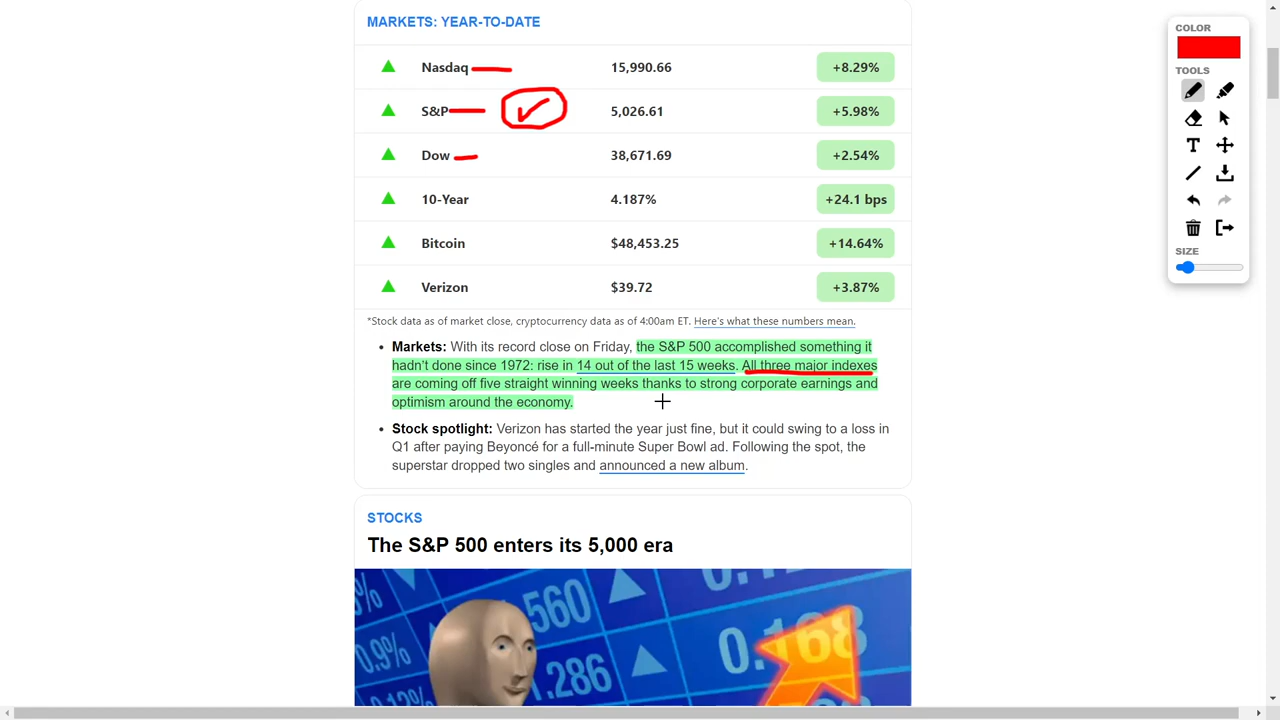 MARKETS: YEAR-TO-DATE
Nasdaq 15,990.66 +8.29%
S&P 5,026.61 +5.98%
Dow 38,671.69 +2.54%
10-Year 4.187% +24.1 bps
Bitcoin $48,453.25 +14.64%
Verizon $39.72 +3.87%
*Stock data as of market close, cryptocurrency data as of 4:00am ET. Here's what these numbers mean.
• Markets: With its record close on Friday, the S&P 500 accomplished something it
hadn’t done since 1972: rise in 14 out of the last 15 weeks. All three major indexes
are coming off five straight winning weeks thanks to strong corporate earnings and
optimism around the economy.
• Stock spotlight: Verizon has started the year just fine, but it could swing to a loss in
Q1 after paying Beyoncé for a full-minute Super Bowl ad. Following the spot, the
superstar dropped two singles and announced a new album.
STOCKS
The S&P 500 enters its 5,000 era
560
0.168
0.9%
.286
COLOR
TOOLS
T
SIZE